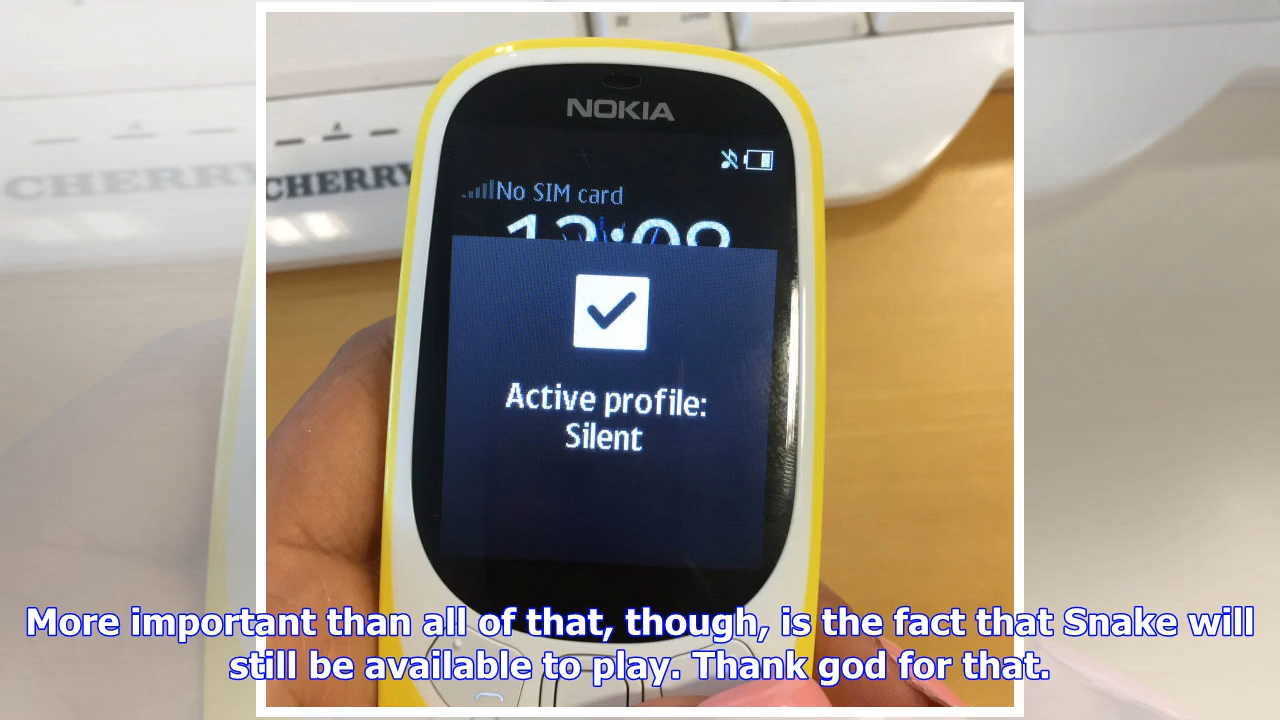 NOKIA
No SIM card
CHERRY
CHERRY
Active profile:
Silent
More important than all of that, though, is the fact that Snake will
still be available to play. Thank god for that.